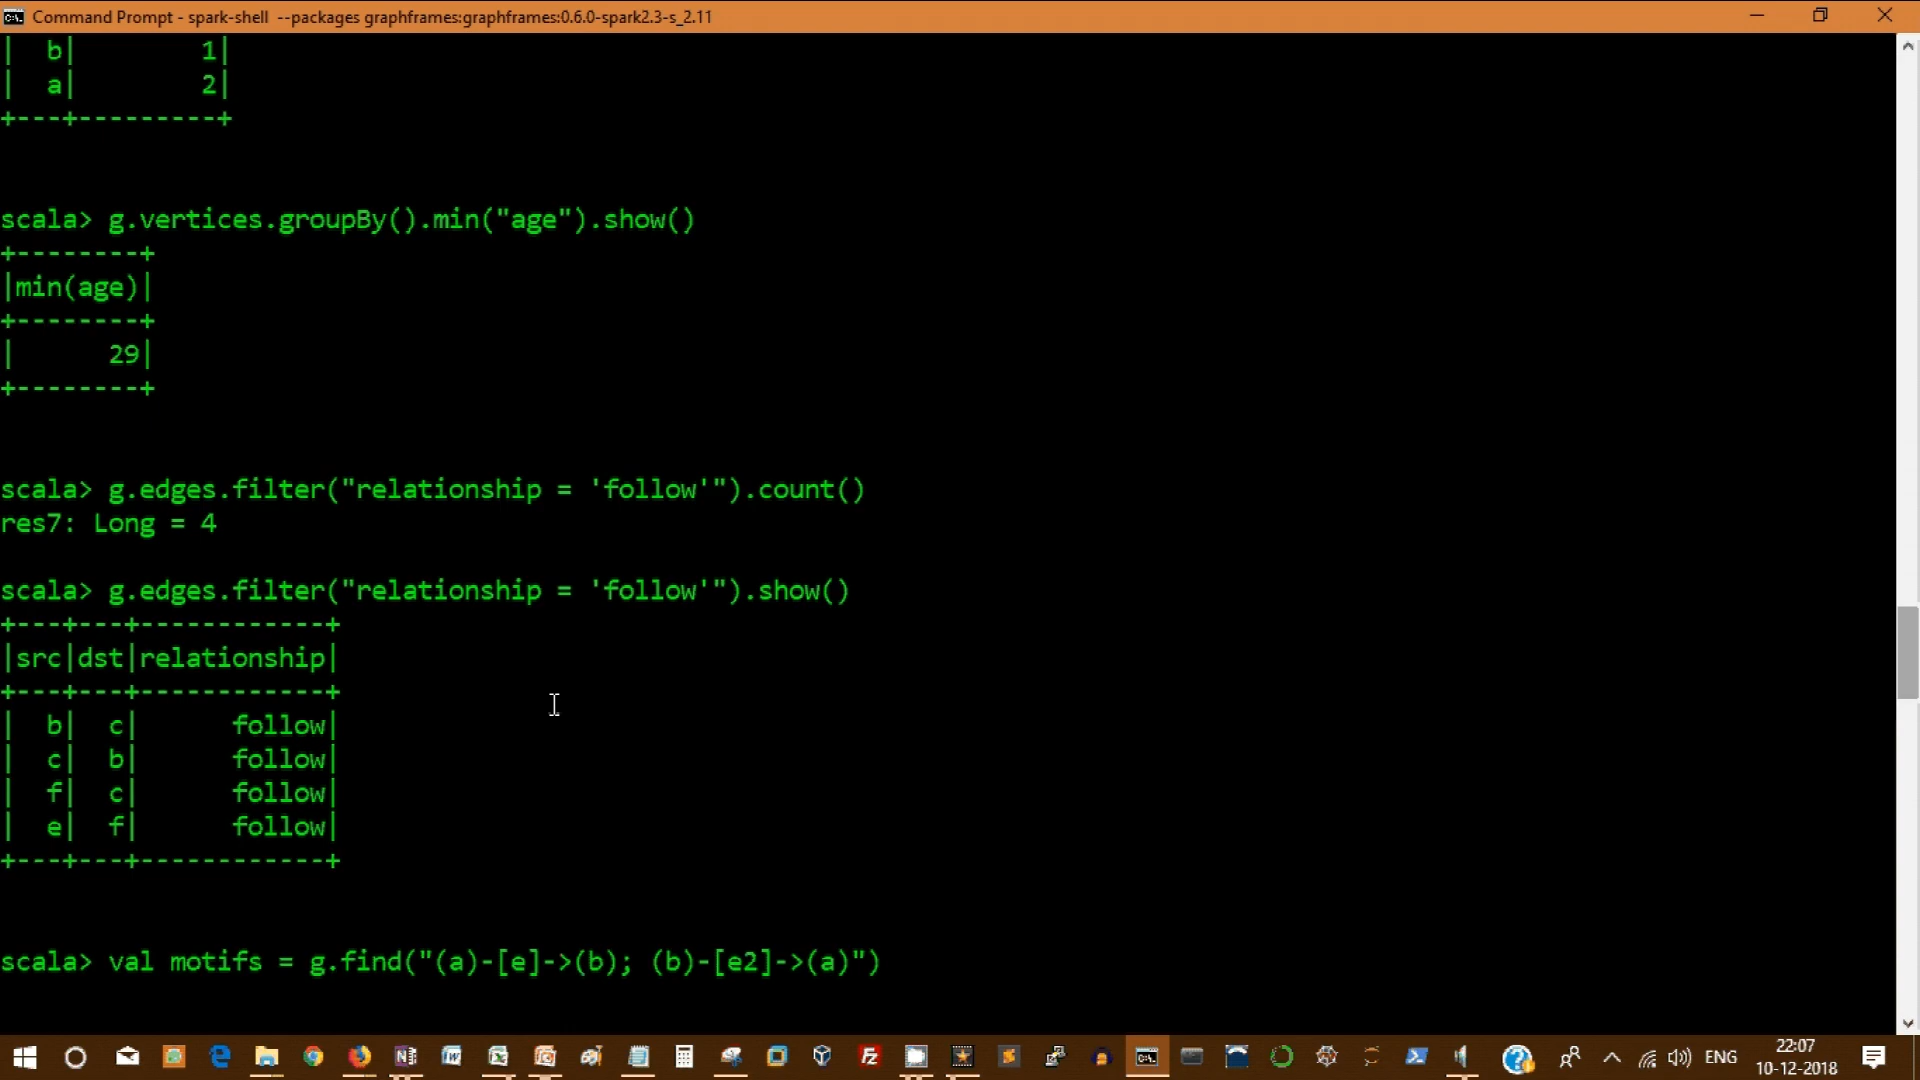 Command Prompt - spark-shell  --packages graphframes:graphframes:0.6.0-spark2.3-s_2.11
|  b|        1|
|  a|        2|
+---+---------+
scala> g.vertices.groupBy().min("age").show()
+--------+
|min(age)|
+--------+
|      29|
+--------+
scala> g.edges.filter("relationship = 'follow'").count()
res7: Long = 4
scala> g.edges.filter("relationship = 'follow'").show()
+---+---+------------+
|src|dst|relationship|
+---+---+------------+
|  b|  c|      follow|
|  c|  b|      follow|
|  f|  c|      follow|
|  e|  f|      follow|
+---+---+------------+
scala> val motifs = g.find("(a)-[e]->(b); (b)-[e2]->(a)")
ENG
22:07
10-12-2018